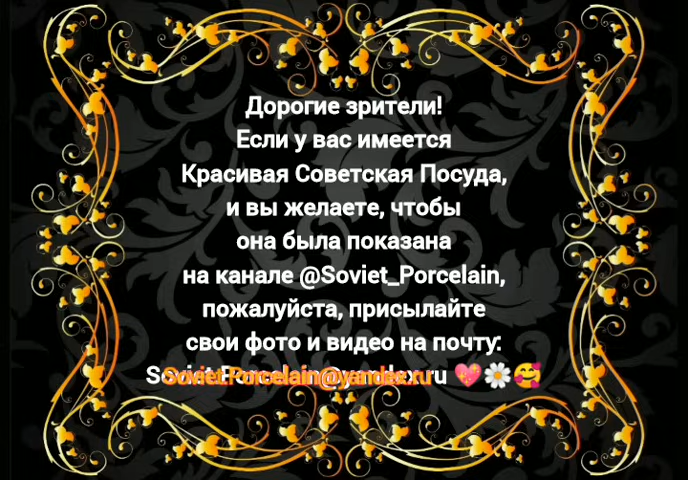 Дорогие зрители!
Если у вас имеется
Красивая Советская Посуда,
и вы желаете, чтобы
она была показана
на канале @Soviet_Porcelain,
пожалуйста, присылайте
свои фото и видео на почту:
Soviet.Porcelain@yandex.ru 💖🌼🥰